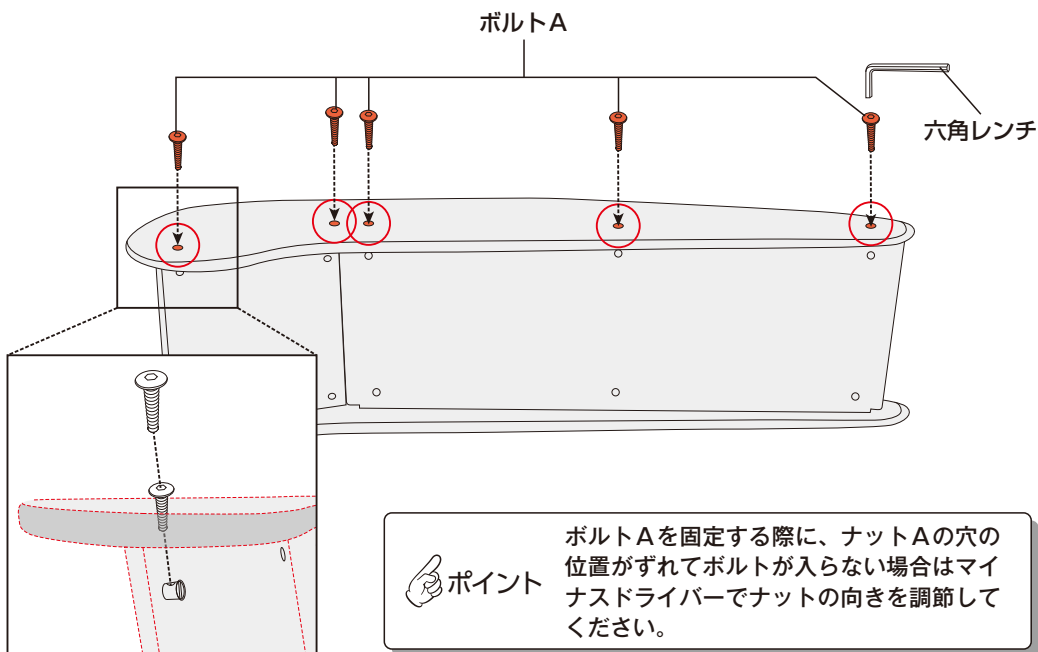 ボルトA
六角レンチ
ポイント
ボルトAを固定する際に、ナットAの穴の
位置がずれてボルトが入らない場合はマイ
ナスドライバーでナットの向きを調節して
ください。